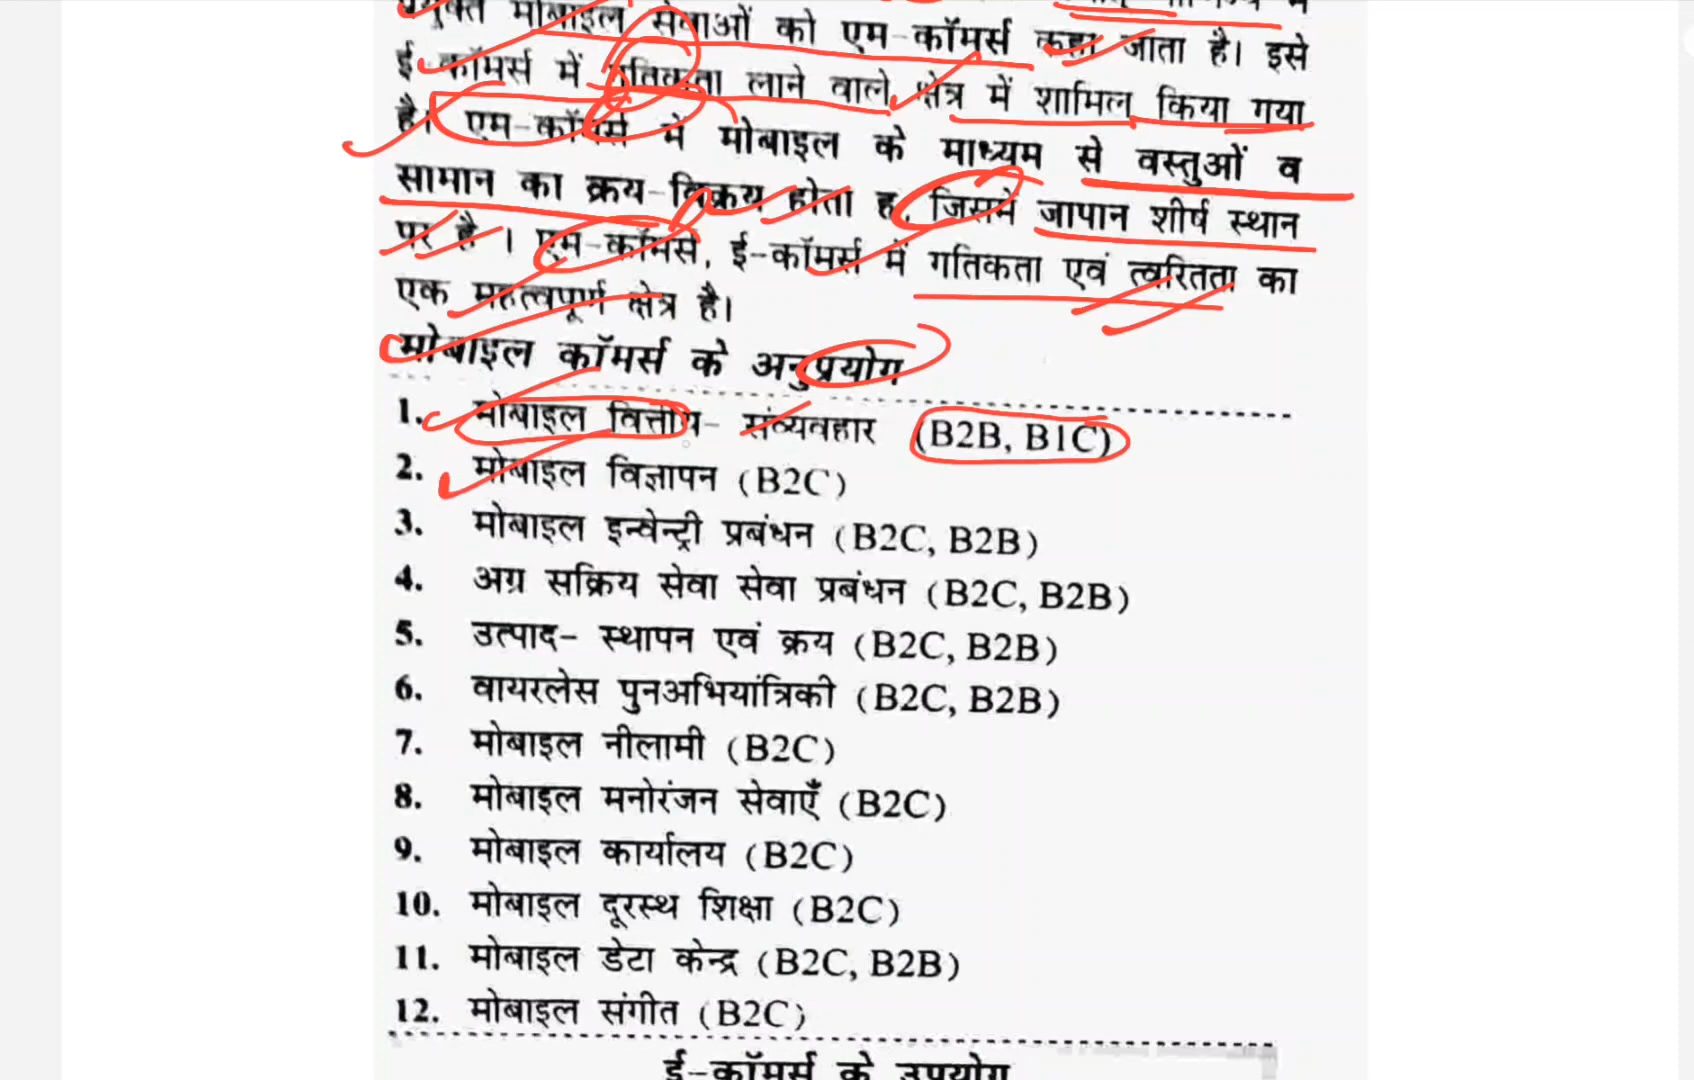 प्रयुक्त मोबाइल सेवाओं को एम-कॉमर्स कहा जाता है। इसे
ई-कॉमर्स में गतिकता लाने वाले क्षेत्र में शामिल किया गया
है। एम-कॉमर्स में मोबाइल के माध्यम से वस्तुओं व
सामान का क्रय-विक्रय होता है, जिसमें जापान शीर्ष स्थान
पर है । एम-कॉमर्स, ई-कॉमर्स में गतिकता एवं त्वरितता का
एक महत्वपूर्ण क्षेत्र है।
मोबाइल कॉमर्स के अनुप्रयोग
1. मोबाइल वित्तीय- संव्यवहार (B2B, B1C)
2. मोबाइल विज्ञापन (B2C)
3. मोबाइल इन्वेन्ट्री प्रबंधन (B2C, B2B)
4. अग्र सक्रिय सेवा सेवा प्रबंधन (B2C, B2B)
5. उत्पाद- स्थापन एवं क्रय (B2C, B2B)
6. वायरलेस पुनअभियांत्रिकी (B2C, B2B)
7. मोबाइल नीलामी (B2C)
8. मोबाइल मनोरंजन सेवाएँ (B2C)
9. मोबाइल कार्यालय (B2C)
10. मोबाइल दूरस्थ शिक्षा (B2C)
11. मोबाइल डेटा केन्द्र (B2C, B2B)
12. मोबाइल संगीत (B2C)
ई-कॉमर्स के उपयोग